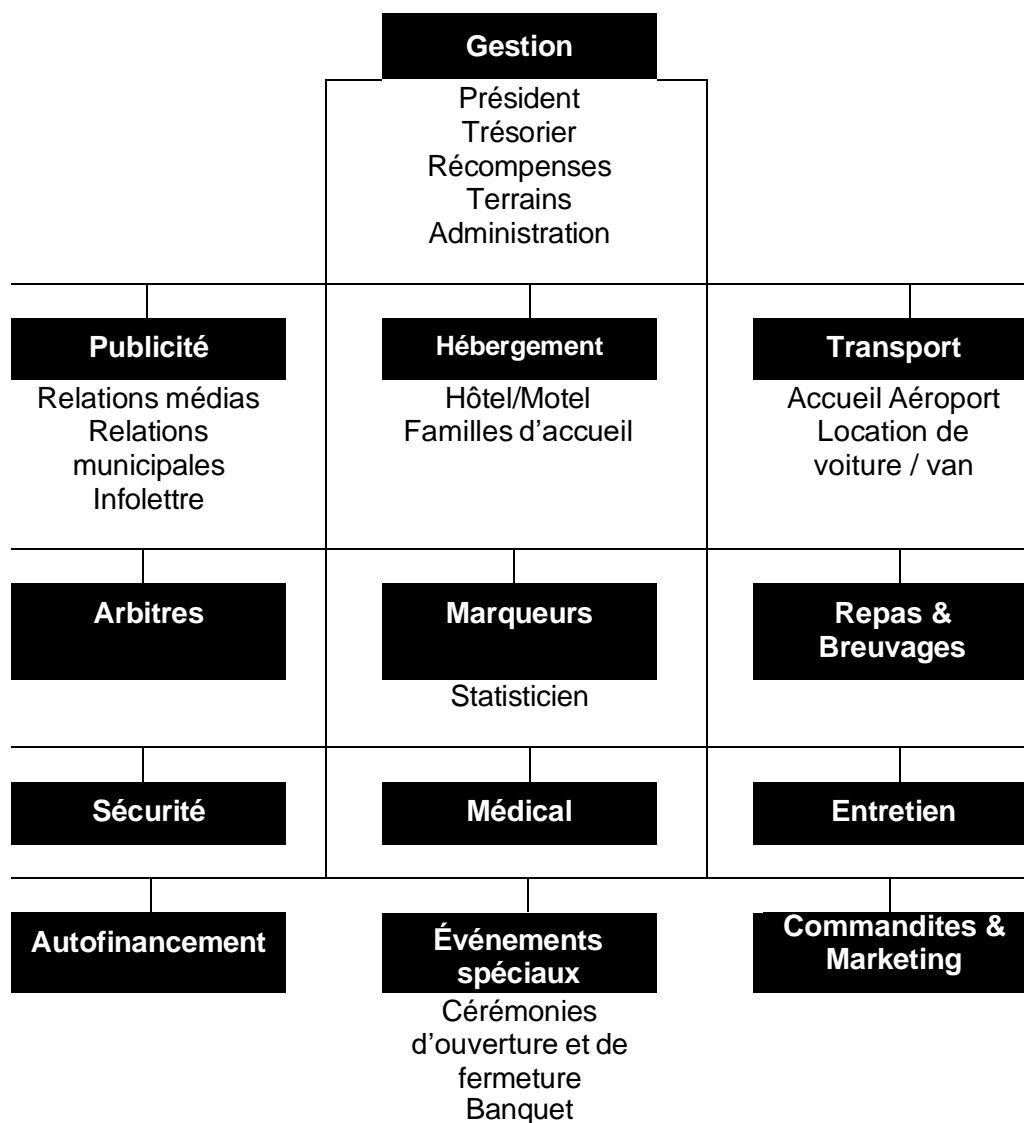 Gestion
Président
Trésorier
Récompenses
Terrains
Administration
Publicité
Relations médias
Relations
municipales
Infolettre
Hébergement
Hôtel/Motel
Familles d'accueil
Transport
Accueil Aéroport
Location de
voiture / van
Arbitres
Marqueurs
Statisticien
Repas &
Breuvages
Sécurité
Médical
Entretien
Autofinancement
Événements
spéciaux
Cérémonies
d'ouverture et de
fermeture
Banquet
Commandites &
Marketing